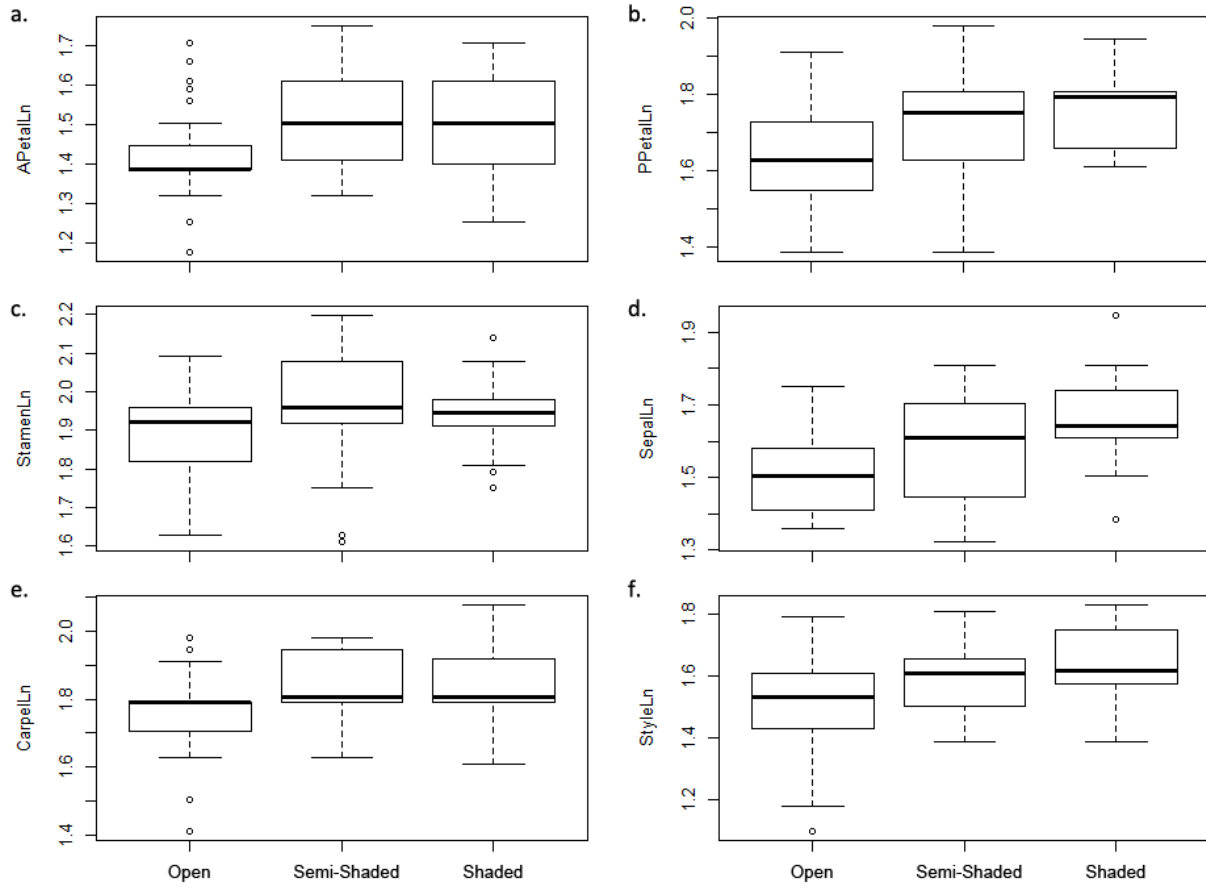 a.
APetalLn
1.2 1.3 1.4 1.5 1.6 1.7
b.
PPetalLn
1.4 1.6 1.8 2.0
c.
StamenLn
1.6 1.7 1.8 1.9 2.0 2.1 2.2
d.
SepalLn
1.3 1.5 1.7 1.9
e.
CarpelLn
1.4 1.6 1.8 2.0
Open Semi-Shaded Shaded
f.
StyleLn
1.2 1.4 1.6 1.8
Open Semi-Shaded Shaded